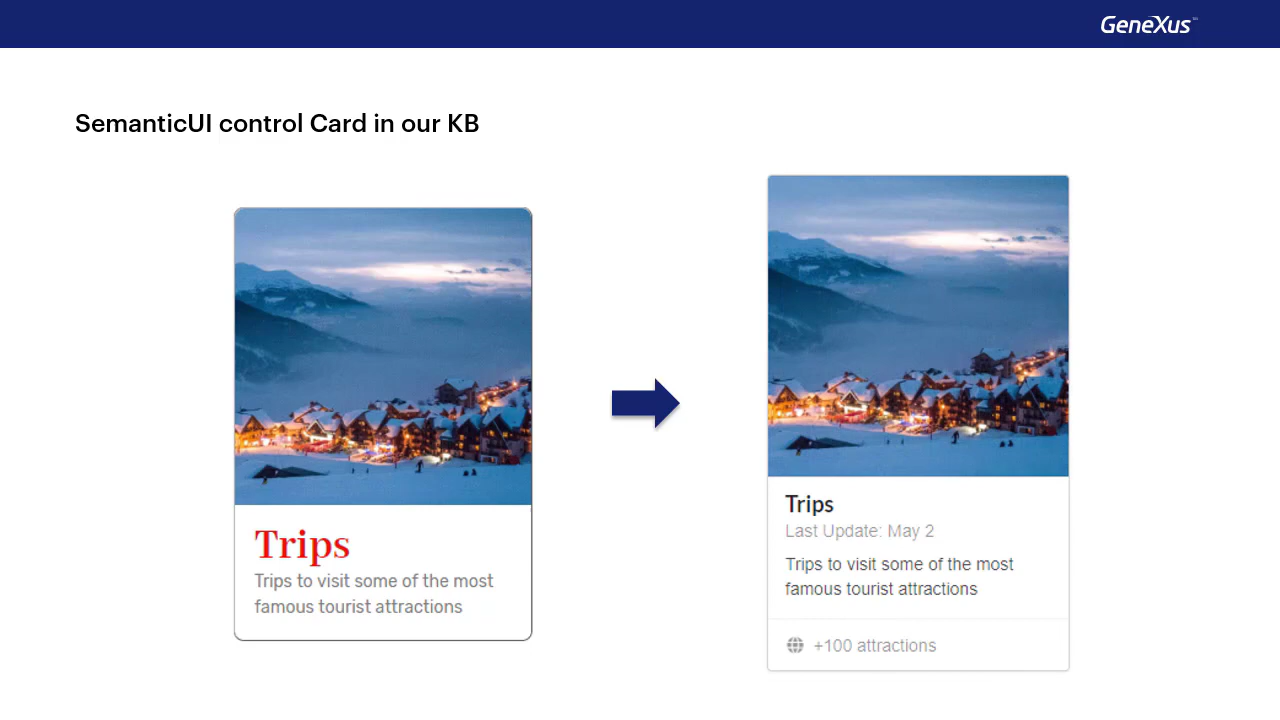 GeneXus™
SemanticUI control Card in our KB
Trips
Trips to visit some of the most
famous tourist attractions
Trips
Last Update: May 2
Trips to visit some of the most
famous tourist attractions
+100 attractions